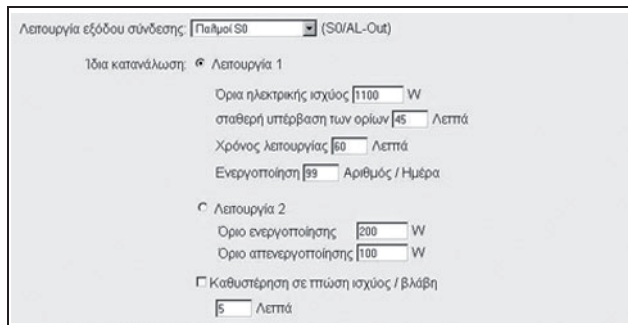 Λειτουργία εξόδου σύνδεσης: Παλμοί S0 (S0/AL-Out)
Ίδια κατανάλωση: Λειτουργία 1
Όρια ηλεκτρικής ισχύος 1100 W
σταθερή υπέρβαση των ορίων 45 Λεπτά
Χρόνος λειτουργίας 60 Λεπτά
Ενεργοποίηση 99 Αριθμός / Ημέρα
Λειτουργία 2
Όριο ενεργοποίησης 200 W
Όριο απενεργοποίησης 100 W
Καθυστέρηση σε πτώση ισχύος / βλάβη
5 Λεπτά